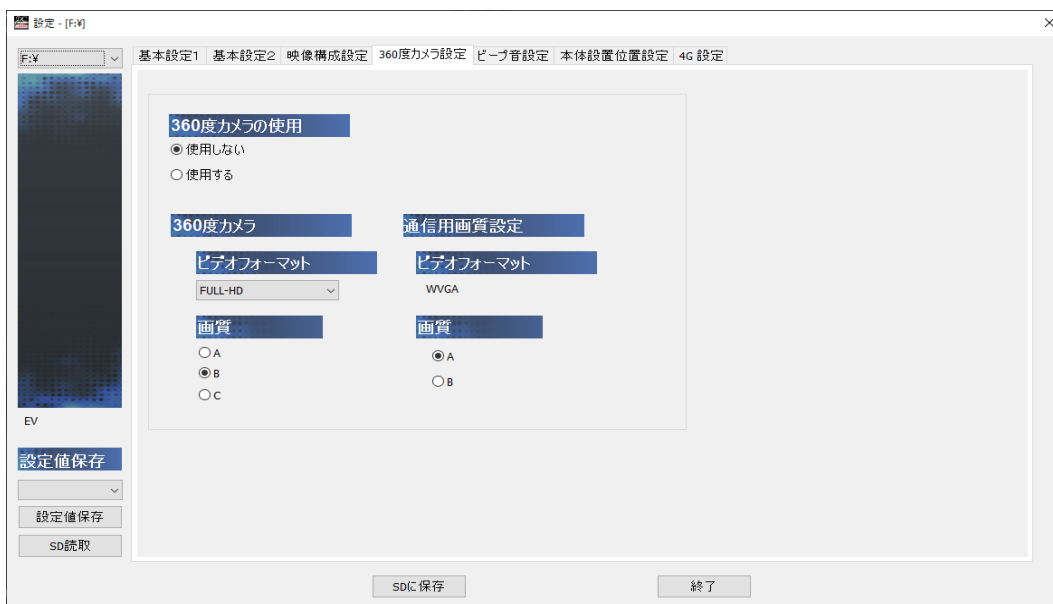 設定 - [F:¥]
F:¥
基本設定1 基本設定2 映像構成設定 360度カメラ設定 ビープ音設定 本体設置位置設定 4G 設定
360度カメラの使用
使用しない
使用する
360度カメラ
通信用画質設定
ビデオフォーマット
ビデオフォーマット
FULL-HD
WVGA
画質
画質
A
A
B
B
C
EV
設定値保存
設定値保存
SD読取
SDに保存
終了